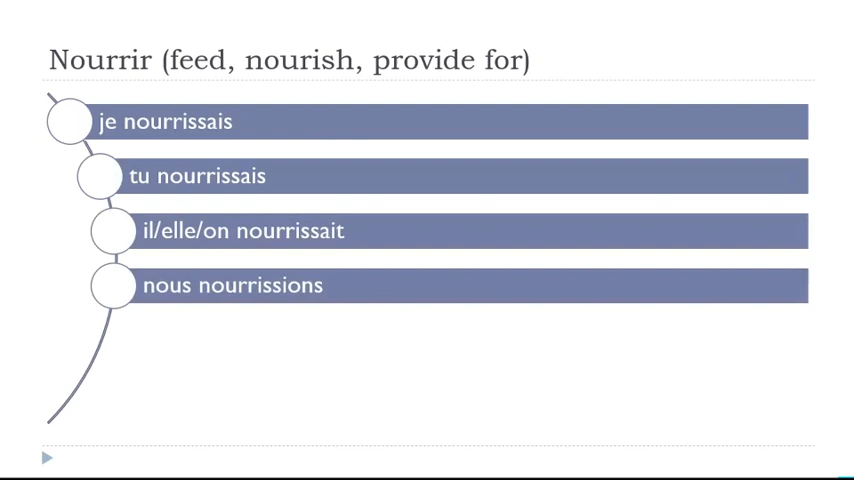 Nourrir (feed, nourish, provide for)
je nourrissais
tu nourrissais
il/elle/on nourrissait
nous nourrissions